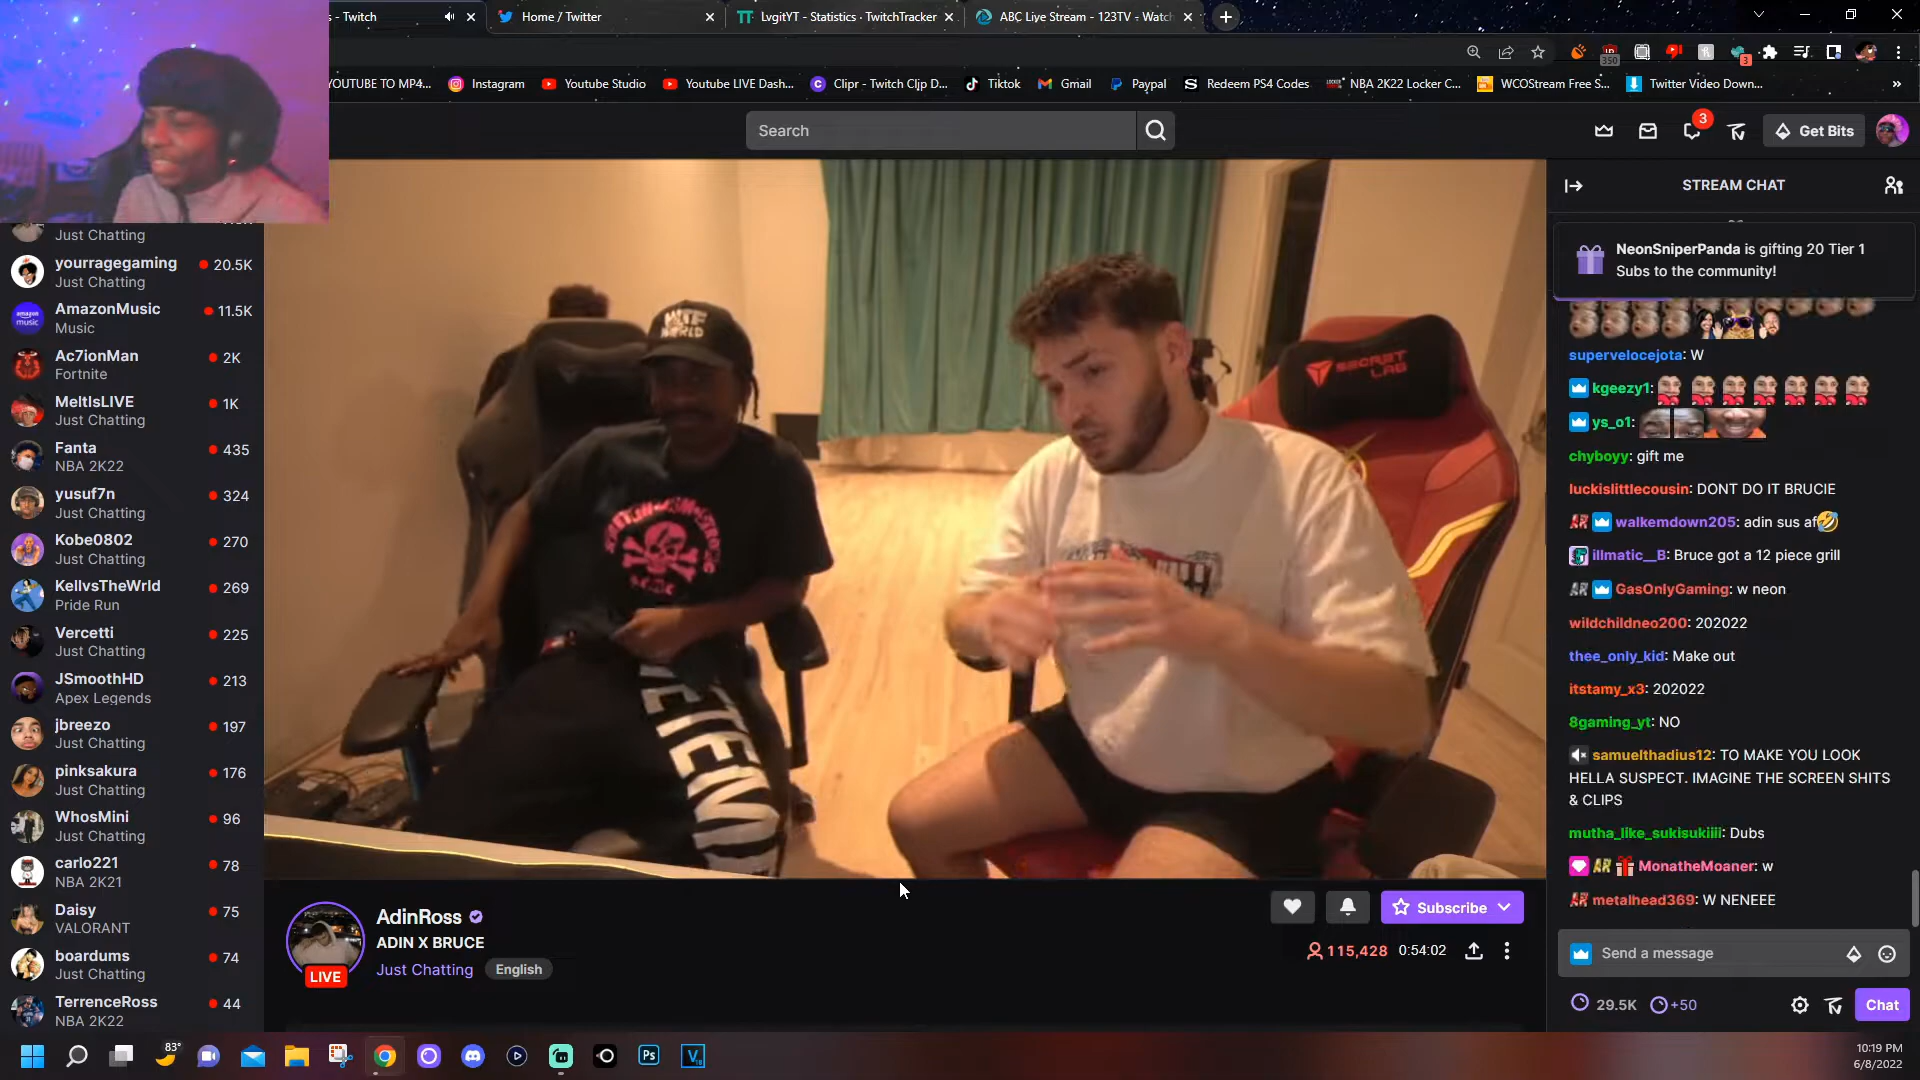 s - Twitch
Home / Twitter
LvgitYT - Statistics · TwitchTracker
ABC Live Stream - 123TV - Watch
350
3
YOUTUBE TO MP4...
Instagram
Youtube Studio
Youtube LIVE Dash...
Clipr - Twitch Clip D...
Tiktok
Gmail
Paypal
Redeem PS4 Codes
NBA 2K22 Locker C...
WCOStream Free S...
Twitter Video Down...
»
Search
3
Get Bits
Just Chatting
yourragegaming
20.5K
Just Chatting
AmazonMusic
11.5K
Music
Ac7ionMan
2K
Fortnite
MeltIsLIVE
1K
Just Chatting
Fanta
435
NBA 2K22
yusuf7n
324
Just Chatting
Kobe0802
270
Just Chatting
KellvsTheWrld
269
Pride Run
Vercetti
225
Just Chatting
JSmoothHD
213
Apex Legends
jbreezo
197
Just Chatting
pinksakura
176
Just Chatting
WhosMini
96
Just Chatting
carlo221
78
NBA 2K21
Daisy
75
VALORANT
boardums
74
Just Chatting
TerrenceRoss
44
NBA 2K22
WORLD
SECRET
LAB
AdinRoss
ADIN X BRUCE
Just Chatting
English
LIVE
Subscribe
115,428
0:54:02
STREAM CHAT
NeonSniperPanda is gifting 20 Tier 1
Subs to the community!
supervelocejota: W
kgeezy1:
ys_o1:
chyboyy: gift me
luckislittlecousin: DONT DO IT BRUCIE
walkemdown205: adin sus af🤣
illmatic__B: Bruce got a 12 piece grill
GasOnlyGaming: w neon
wildchildneo200: 202022
thee_only_kid: Make out
itstamy_x3: 202022
8gaming_yt: NO
samuelthadius12: TO MAKE YOU LOOK
HELLA SUSPECT. IMAGINE THE SCREEN SHITS
& CLIPS
mutha_like_sukisukiiii: Dubs
MonatheMoaner: w
metalhead369: W NENEEE
Send a message
29.5K
+50
Chat
83°
Ps
10:19 PM
6/8/2022